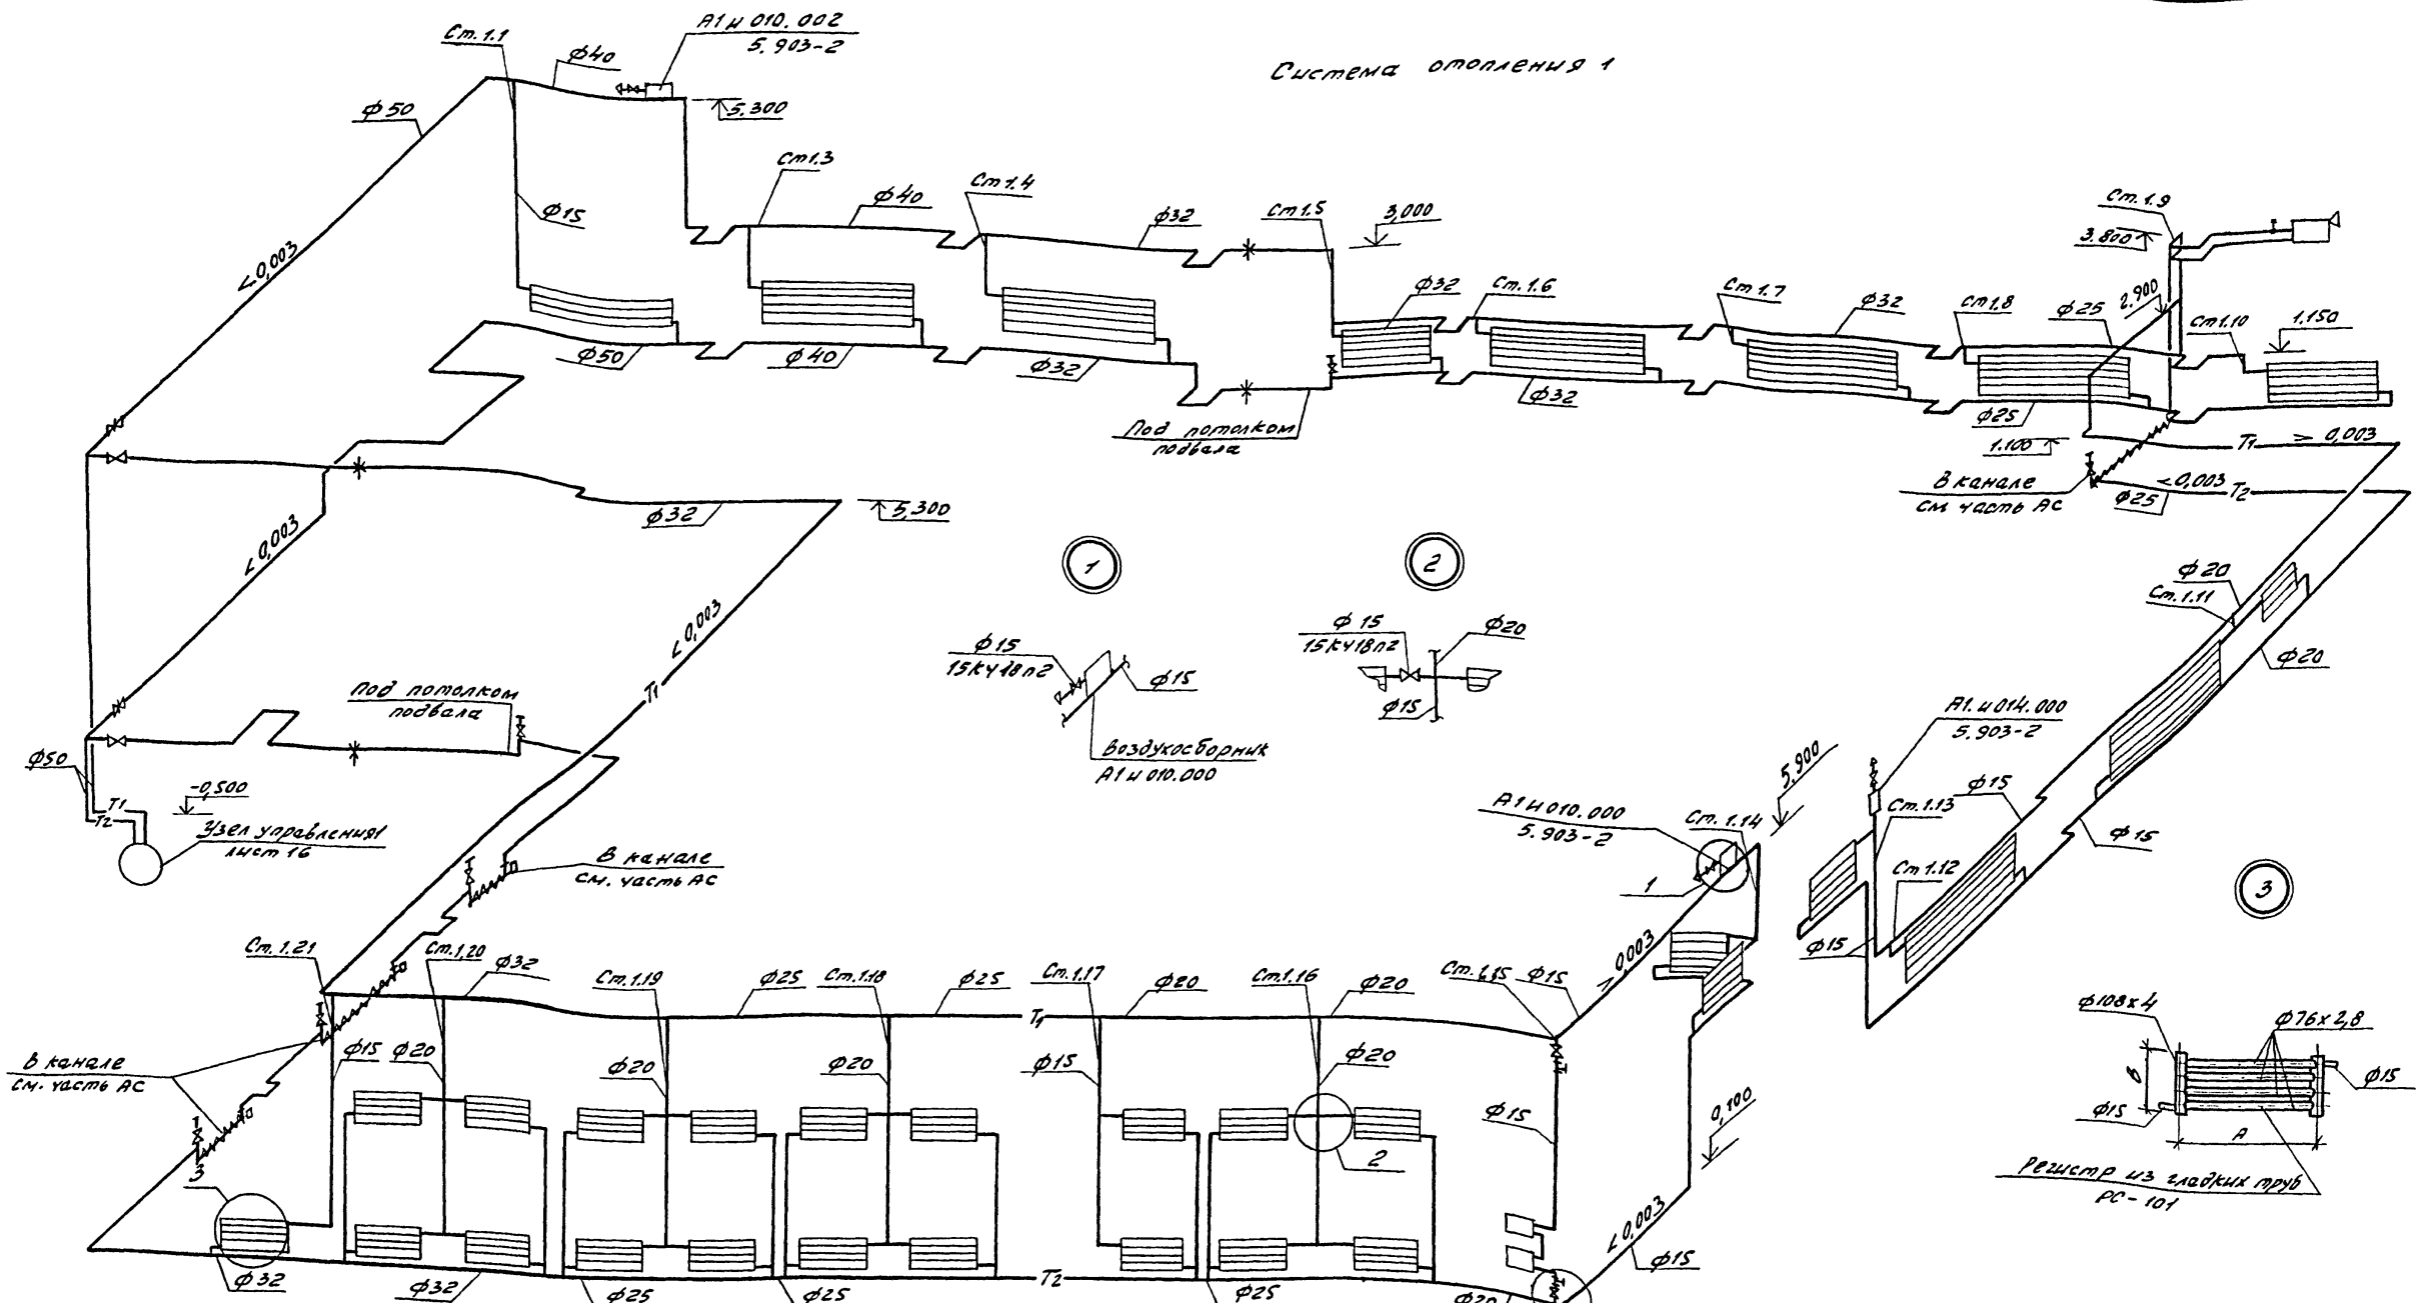 Система отопления 1
Ст.1.1
А1и 010.002
5.903-2
ф40
ф50
5.300
ф15
<0,003
Ст1.3
ф40
Ст1.4
ф32
Ст1.5
3,000
Ст.1.9
3.800
2.900
ф32
Ст.1.6
Ст1.7
ф32
Ст1.8
ф25
Ст1.10
1.150
ф50
ф40
ф32
ф32
ф25
Под потолком
подвала
1.100
Т1
> 0,003
В канале
см часть АС
<0,003
ф25
Т2
ф32
5,300
<0,003
<0,003
Т1
1
2
ф15
15кч18п2
ф15
Воздухосборник
А1и 010.000
ф15
15кч18п2
ф20
ф15
ф20
Ст.1.11
ф20
Под потолком
подвала
ф50
-0,500
Т1
Т2
Узел управления1
лист 16
А1.и014.000
5.903-2
5,900
А1и010.000
5.903-2
Ст.1.14
1
Ст.1.13
ф15
ф15
Ст1.12
ф15
3
В канале
см. часть АС
>0,003
Ст.1.21
Ст.1,20
ф32
Ст.1.19
ф25
Ст.1.18
ф25
Ст.1.17
Т1
ф20
Ст1.16
ф20
Ст.1.15
ф15
В канале
см. часть АС
ф15
ф20
ф20
ф20
ф15
ф20
ф15
0,100
3
2
ф108х4
ф76х2,8
В
ф15
ф15
А
Регистр из гладких труб
РС-101
<0,003
ф15
ф32
ф32
ф25
ф25
Т2
ф25
ф20